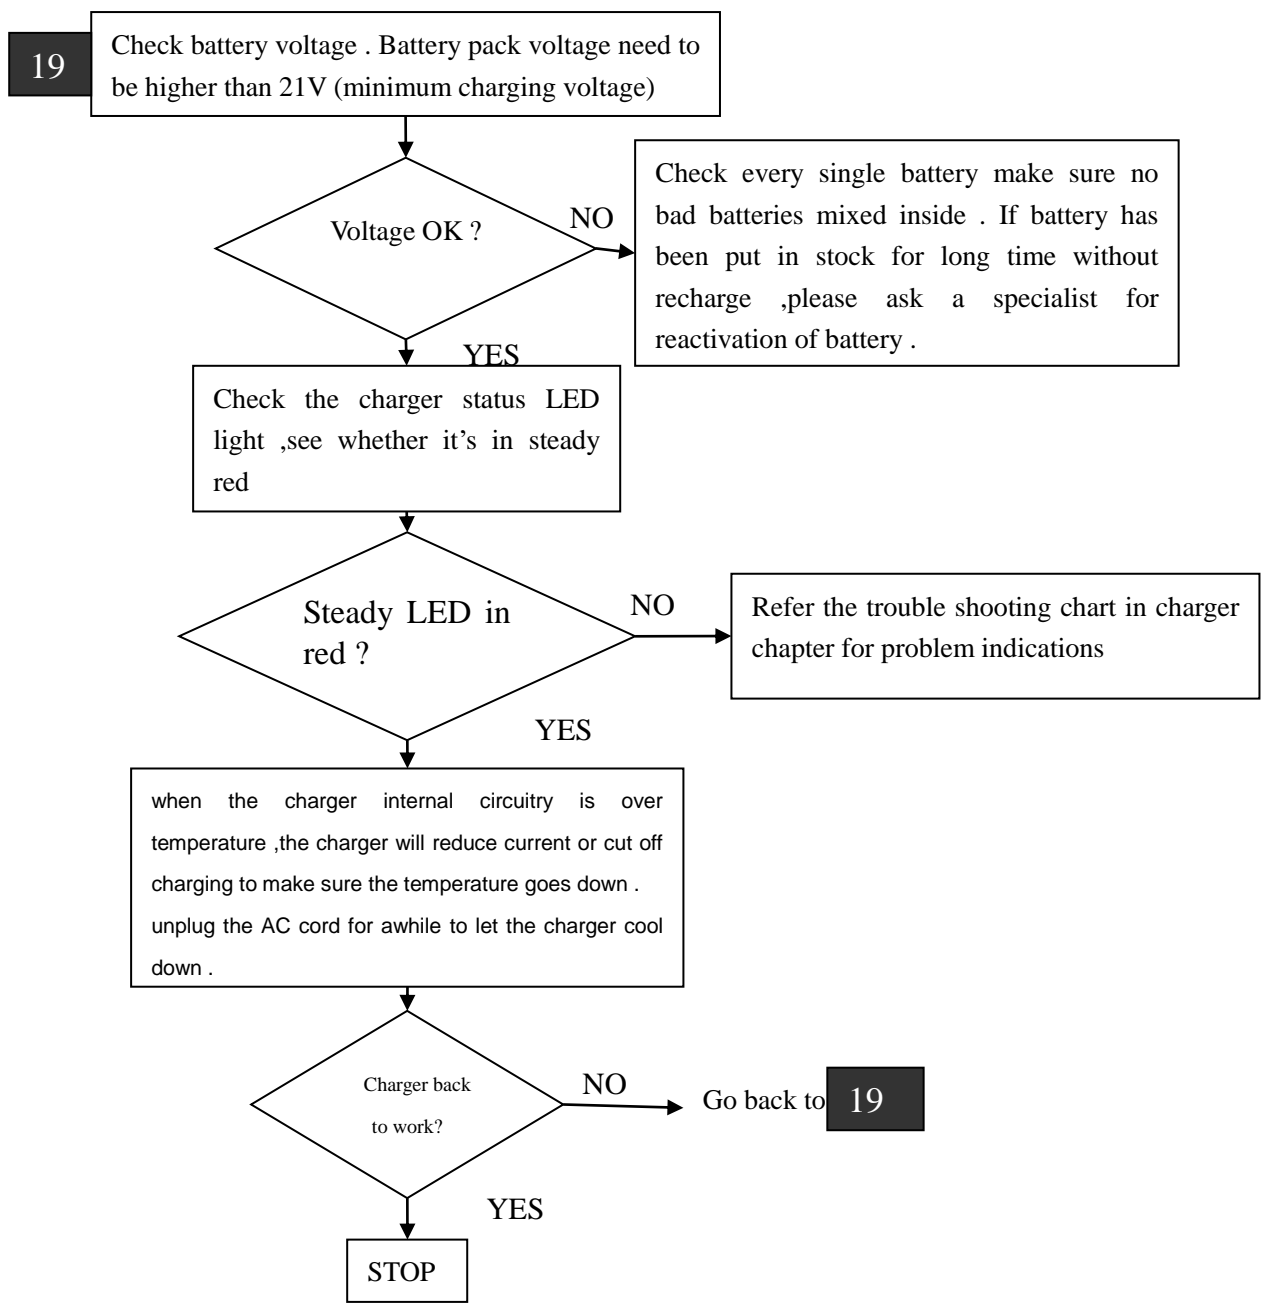 19
Check battery voltage . Battery pack voltage need to
be higher than 21V (minimum charging voltage)
Voltage OK ?
NO
Check every single battery make sure no
bad batteries mixed inside . If battery has
been put in stock for long time without
recharge ,please ask a specialist for
reactivation of battery .
YES
Check the charger status LED
light ,see whether it’s in steady
red
Steady LED in
red ?
NO
Refer the trouble shooting chart in charger
chapter for problem indications
YES
when the charger internal circuitry is over
temperature ,the charger will reduce current or cut off
charging to make sure the temperature goes down .
unplug the AC cord for awhile to let the charger cool
down .
Charger back
to work?
NO
Go back to 19
YES
STOP